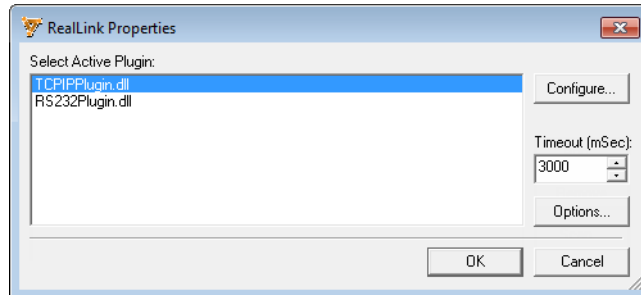 RealLink Properties
Select Active Plugin:
TCPIPPlugin.dll
RS232Plugin.dll
Configure...
Timeout (mSec):
3000
Options...
OK
Cancel